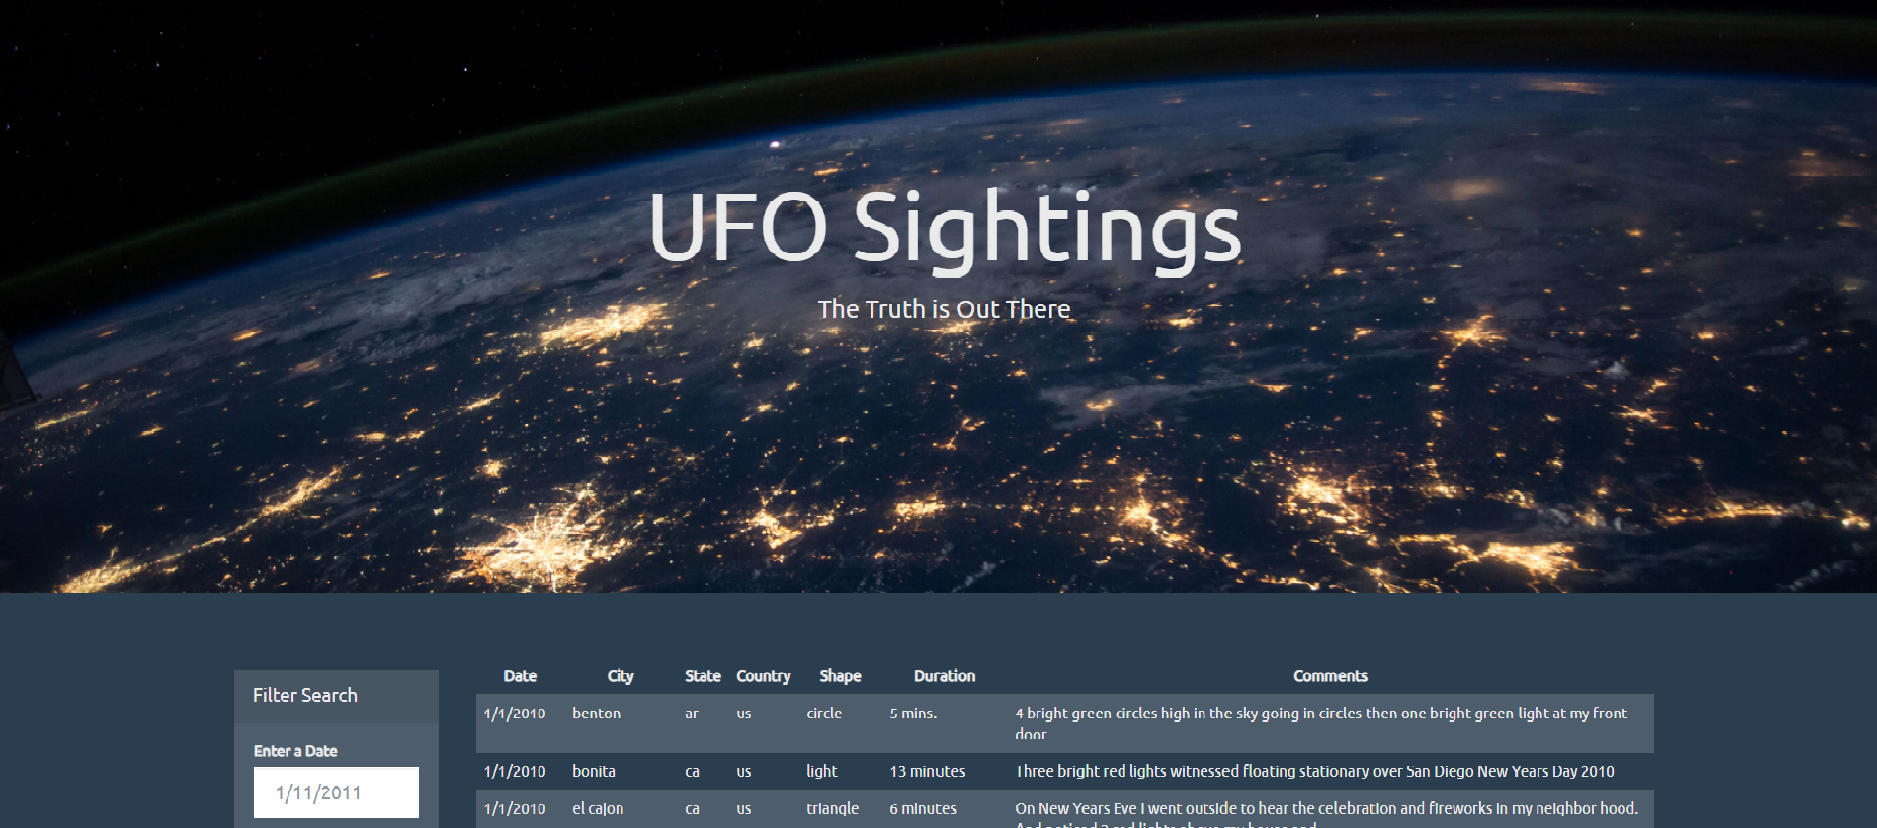 UFO Sightings
The Truth is Out There
Filter Search
Enter a Date
1/11/2011
Date City State Country Shape Duration Comments
1/1/2010 benton ar us circle 5 mins. 4 bright green circles high in the sky going in circles then one bright green light at my front
door
1/1/2010 bonita ca us light 13 minutes Three bright red lights witnessed floating stationary over San Diego New Years Day 2010
1/1/2010 el cajon ca us triangle 6 minutes On New Years Eve I went outside to hear the celebration and fireworks in my neighbor hood.